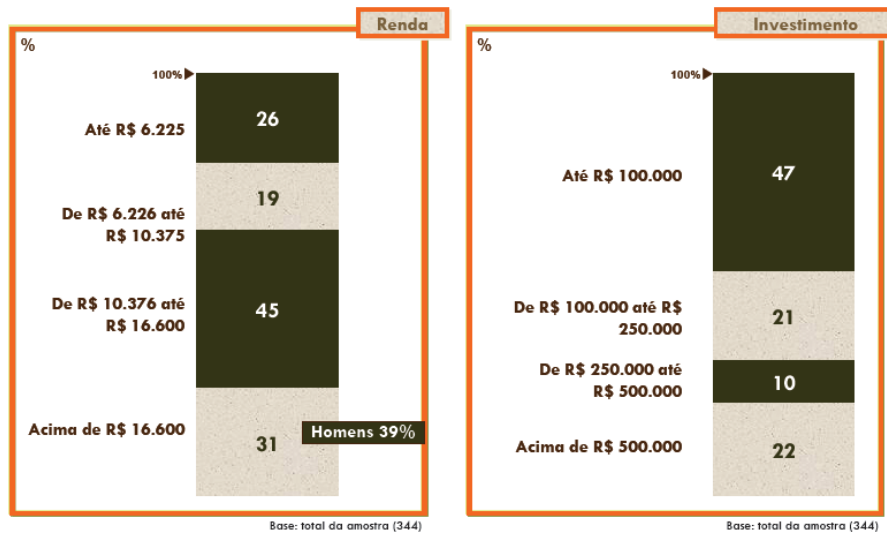 Renda
%
100%
Até R$ 6.225
26
19
De R$ 6.226 até
R$ 10.375
De R$ 10.376 até
R$ 16.600
45
Acima de R$ 16.600
31
Homens 39%
Base: total da amostra (344)
Investimento
%
100%
Até R$ 100.000
47
De R$ 100.000 até R$
250.000
21
De R$ 250.000 até
R$ 500.000
10
Acima de R$ 500.000
22
Base: total da amostra (344)